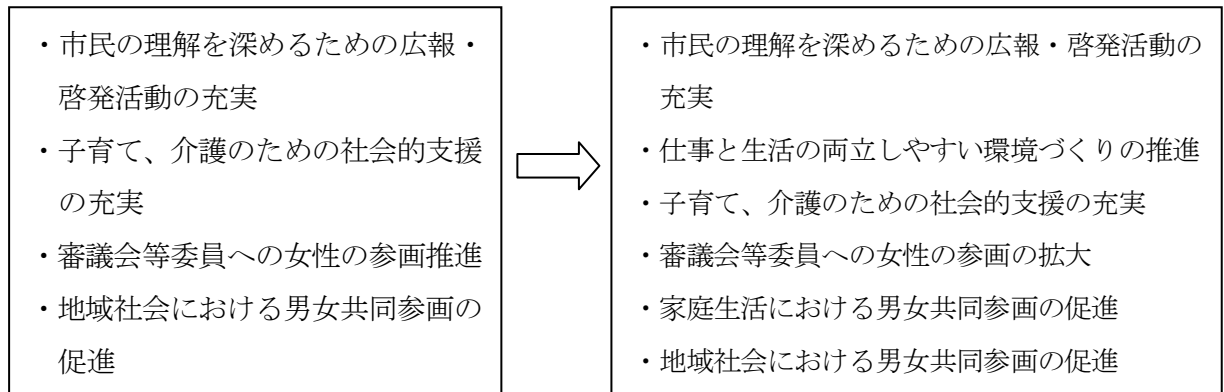 ・市民の理解を深めるための広報・
啓発活動の充実
・子育て、介護のための社会的支援
の充実
・審議会等委員への女性の参画推進
・地域社会における男女共同参画の
促進
・市民の理解を深めるための広報・啓発活動の
充実
・仕事と生活の両立しやすい環境づくりの推進
・子育て、介護のための社会的支援の充実
・審議会等委員への女性の参画の拡大
・家庭生活における男女共同参画の促進
・地域社会における男女共同参画の促進